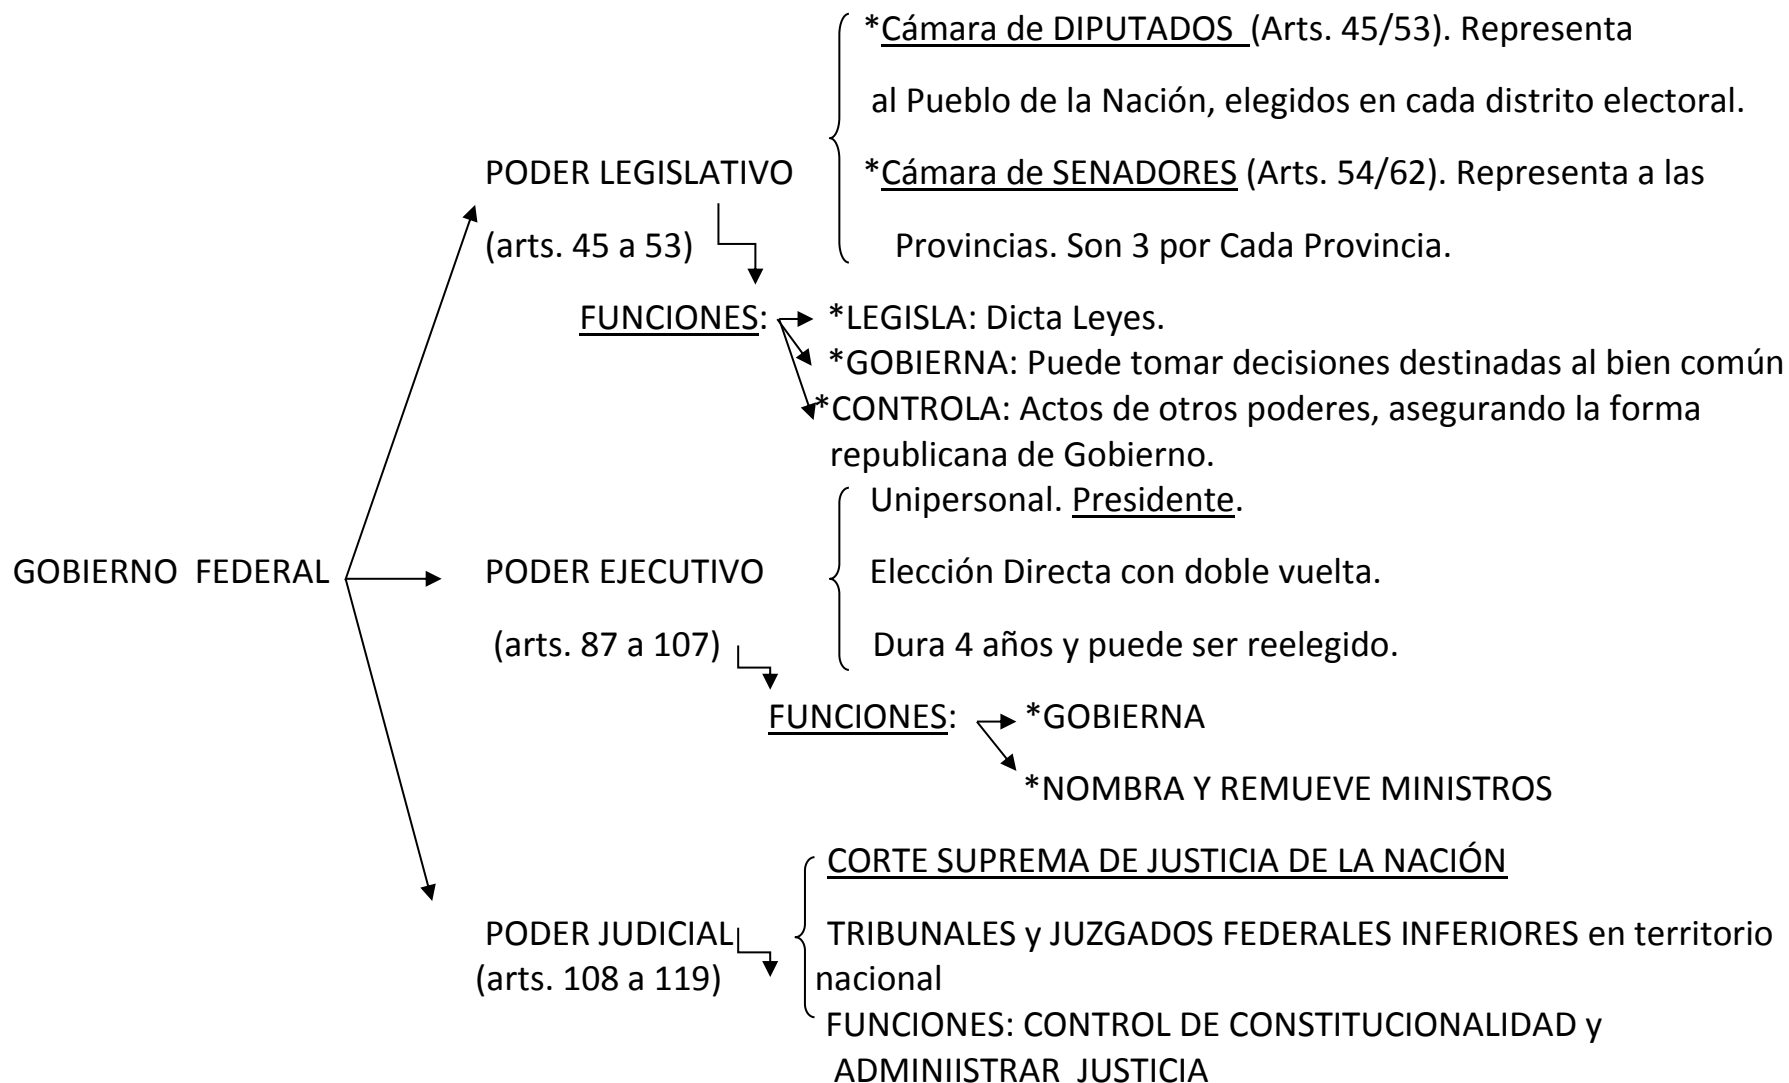 *Cámara de DIPUTADOS (Arts. 45/53). Representa
al Pueblo de la Nación, elegidos en cada distrito electoral.
PODER LEGISLATIVO
*Cámara de SENADORES (Arts. 54/62). Representa a las
(arts. 45 a 53)
Provincias. Son 3 por Cada Provincia.
FUNCIONES:
*LEGISLA: Dicta Leyes.
*GOBIERNA: Puede tomar decisiones destinadas al bien común
*CONTROLA: Actos de otros poderes, asegurando la forma
republicana de Gobierno.
Unipersonal. Presidente.
GOBIERNO FEDERAL
PODER EJECUTIVO
Elección Directa con doble vuelta.
(arts. 87 a 107)
Dura 4 años y puede ser reelegido.
FUNCIONES:
*GOBIERNA
*NOMBRA Y REMUEVE MINISTROS
CORTE SUPREMA DE JUSTICIA DE LA NACIÓN
PODER JUDICIAL
TRIBUNALES y JUZGADOS FEDERALES INFERIORES en territorio
(arts. 108 a 119)
nacional
FUNCIONES: CONTROL DE CONSTITUCIONALIDAD y
ADMINIISTRAR JUSTICIA